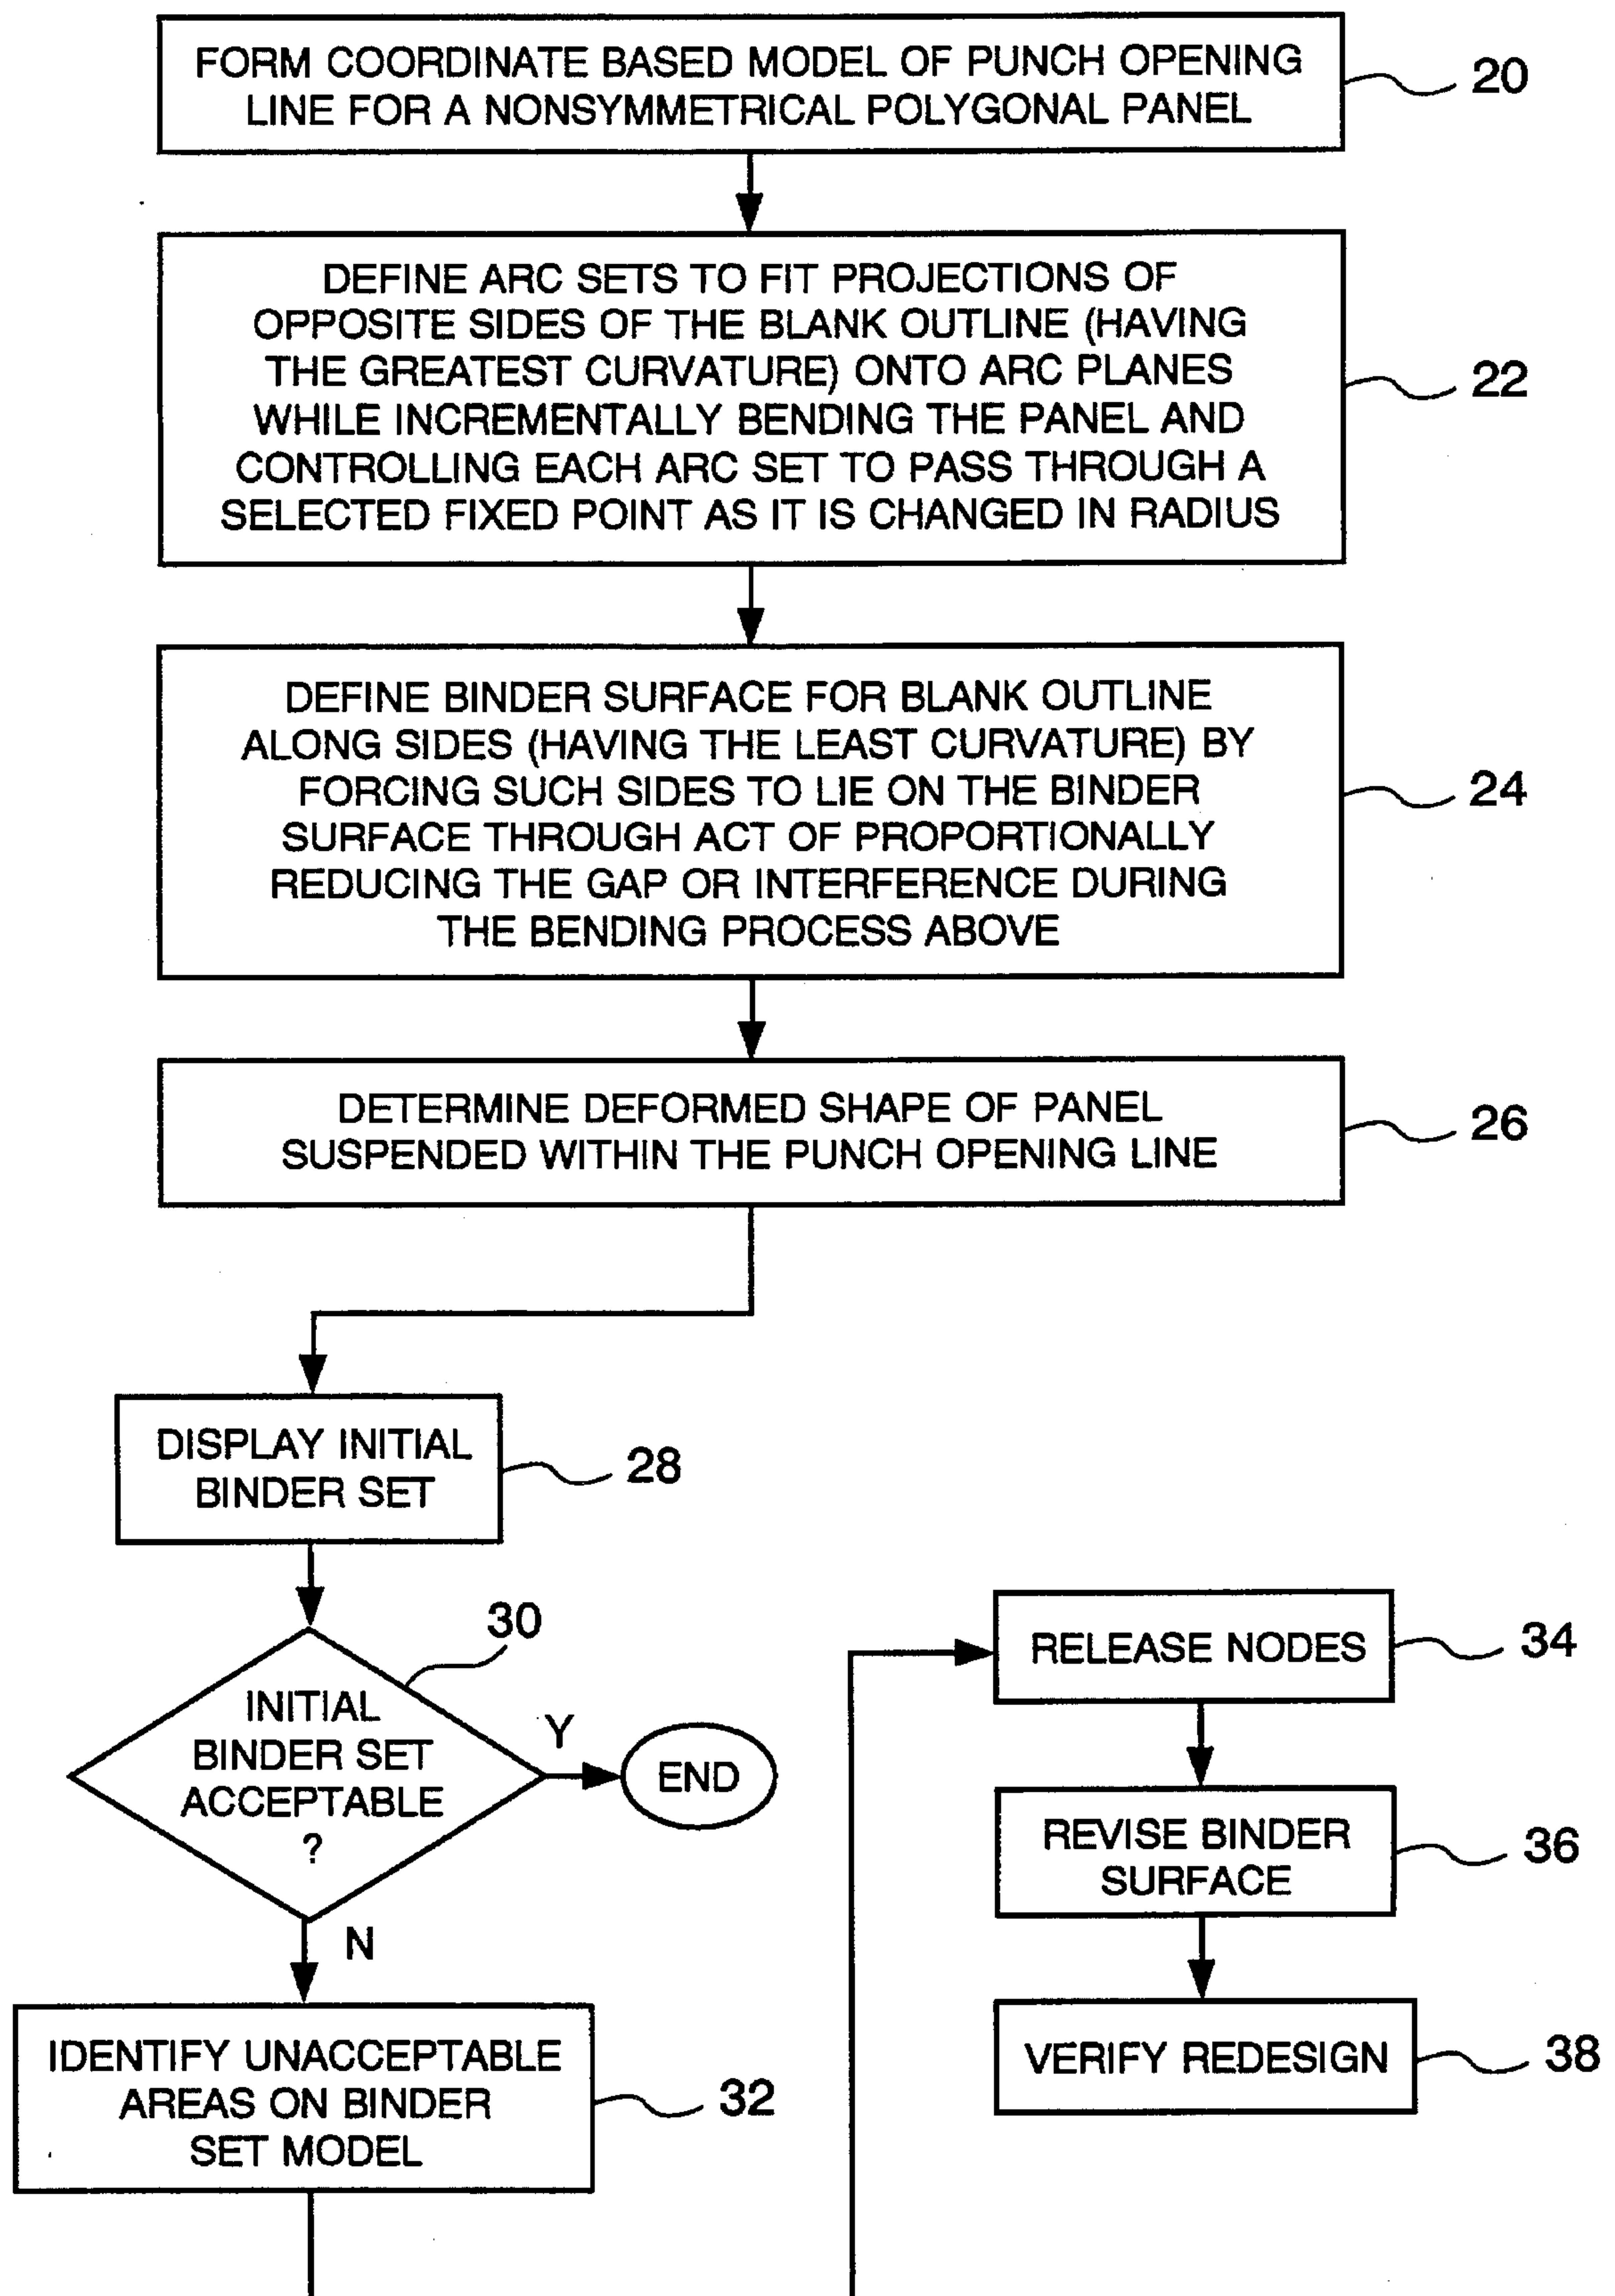 FORM COORDINATE BASED MODEL OF PUNCH OPENING
LINE FOR A NONSYMMETRICAL POLYGONAL PANEL
20
DEFINE ARC SETS TO FIT PROJECTIONS OF
OPPOSITE SIDES OF THE BLANK OUTLINE (HAVING
THE GREATEST CURVATURE) ONTO ARC PLANES
WHILE INCREMENTALLY BENDING THE PANEL AND
CONTROLLING EACH ARC SET TO PASS THROUGH A
SELECTED FIXED POINT AS IT IS CHANGED IN RADIUS
22
DEFINE BINDER SURFACE FOR BLANK OUTLINE
ALONG SIDES (HAVING THE LEAST CURVATURE) BY
FORCING SUCH SIDES TO LIE ON THE BINDER
SURFACE THROUGH ACT OF PROPORTIONALLY
REDUCING THE GAP OR INTERFERENCE DURING
THE BENDING PROCESS ABOVE
24
DETERMINE DEFORMED SHAPE OF PANEL
SUSPENDED WITHIN THE PUNCH OPENING LINE
26
DISPLAY INITIAL
BINDER SET
28
30
INITIAL
BINDER SET
ACCEPTABLE
?
Y
END
N
IDENTIFY UNACCEPTABLE
AREAS ON BINDER
SET MODEL
32
RELEASE NODES
34
REVISE BINDER
SURFACE
36
VERIFY REDESIGN
38